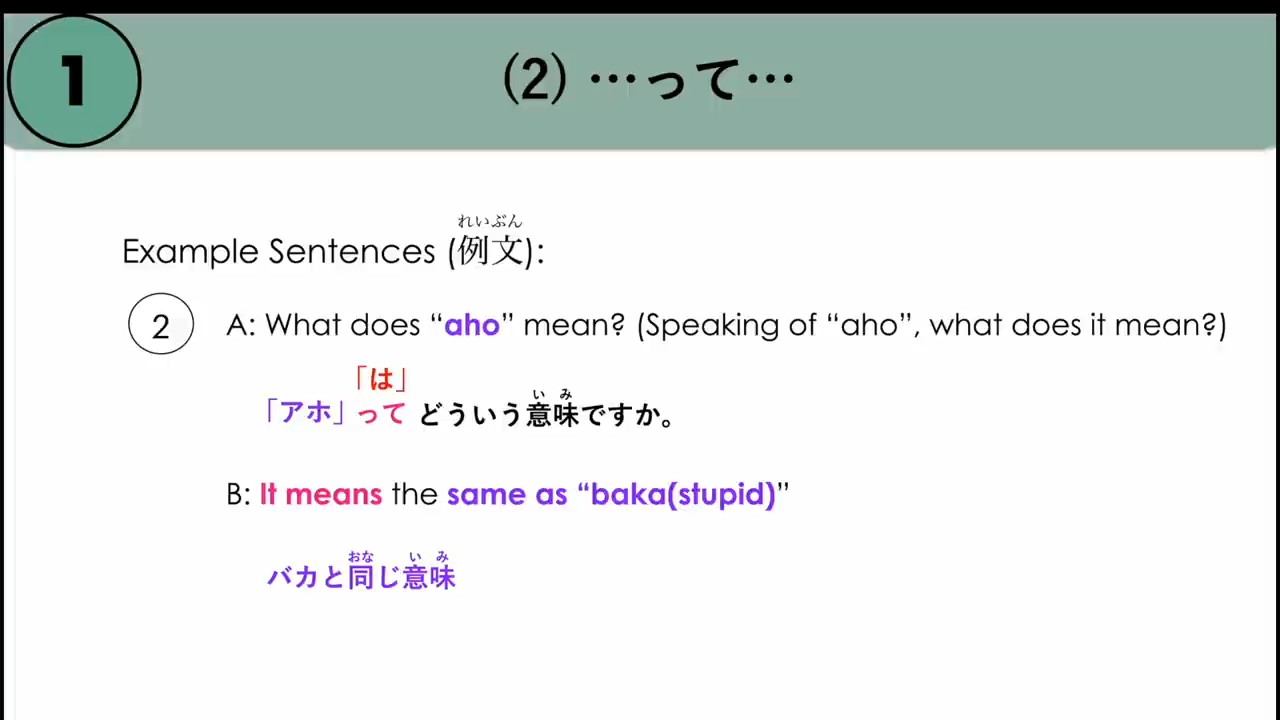 1
(2) …って…
れいぶん
Example Sentences (例文):
2
A: What does “aho” mean? (Speaking of “aho”, what does it mean?)
「は」
い み
「アホ」って どういう意味ですか。
B: It means the same as “baka(stupid)”
おな い み
バカと同じ意味